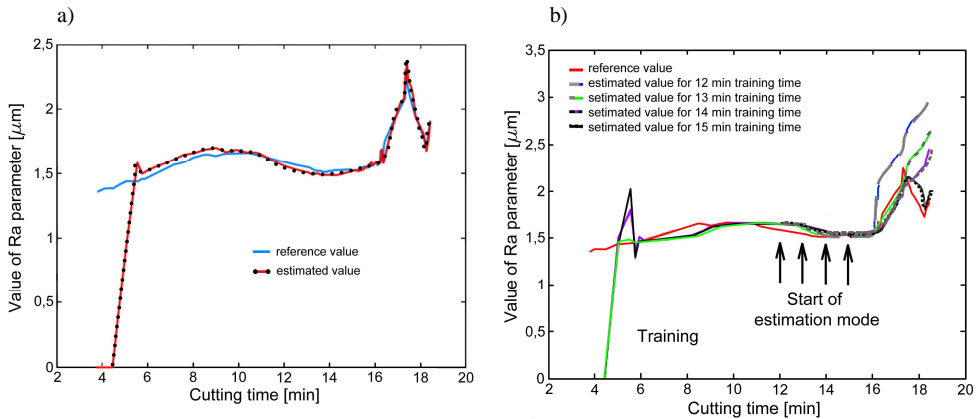 a)
2,5
2
1,5
1
0,5
0
2 4 6 8 10 12 14 16 18 20
Value of Ra parameter [μm]
Cutting time [min]
reference value
estimated value
b)
3,5
3
2,5
2
1,5
1
0,5
0
2 4 6 8 10 12 14 16 18 20
Value of Ra parameter [μm]
Cutting time [min]
reference value
estimated value for 12 min training time
setimated value for 13 min training time
setimated value for 14 min training time
setimated value for 15 min training time
Start of
estimation mode
Training